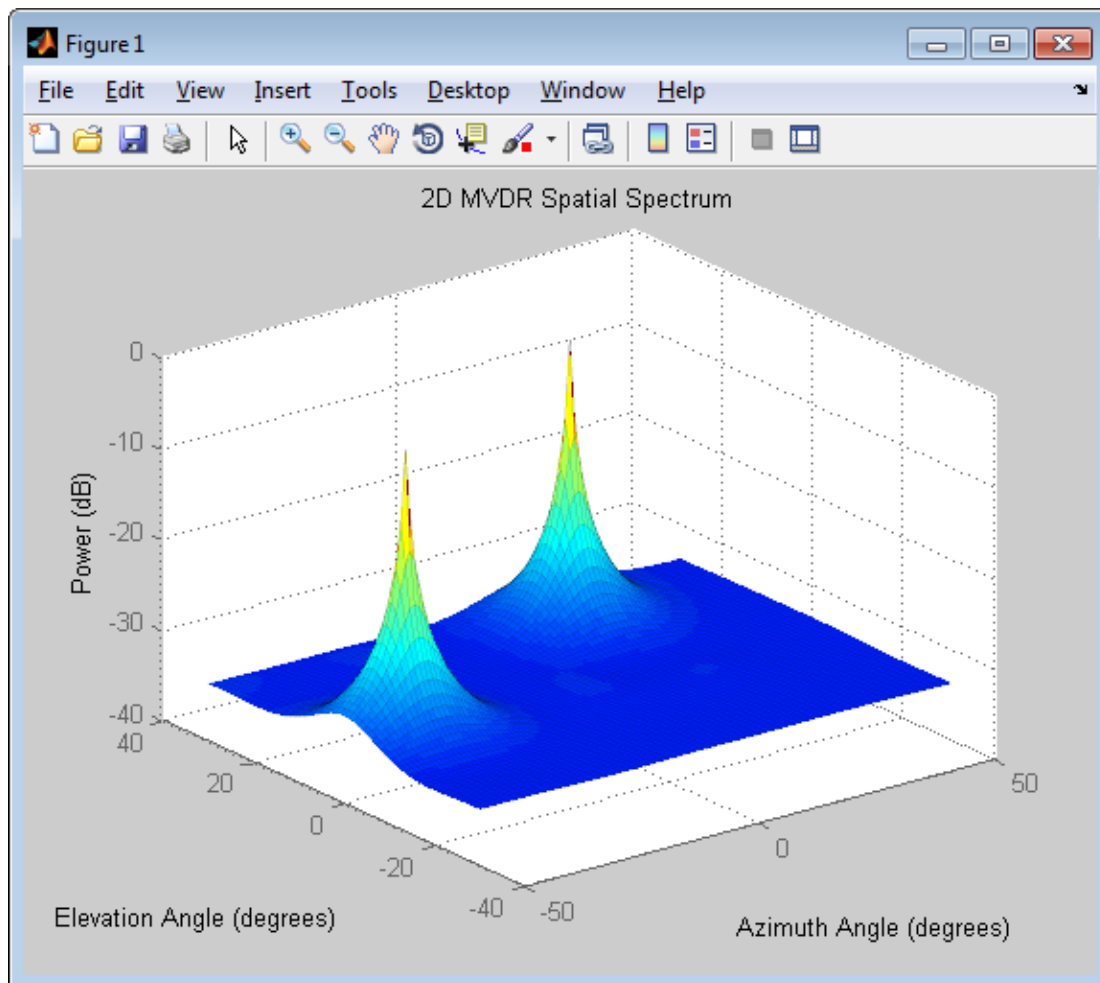 Figure 1
File Edit View Insert Tools Desktop Window Help
2D MVDR Spatial Spectrum
0
-10
-20
-30
-40
Power (dB)
40
20
0
-20
-40
Elevation Angle (degrees)
-50
0
50
Azimuth Angle (degrees)